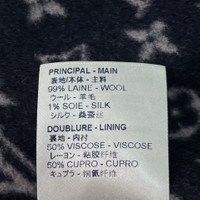 PRINCIPAL - MAIN
表地/本体 - 主料
99% LAINE - WOOL
ウール - 羊毛
1% SOIE - SILK
シルク - 桑蚕丝
DOUBLURE - LINING
裏地 - 内衬
50% VISCOSE - VISCOSE
レーヨン - 粘胶纤维
50% CUPRO - CUPRO
キュプラ - 铜氨纤维